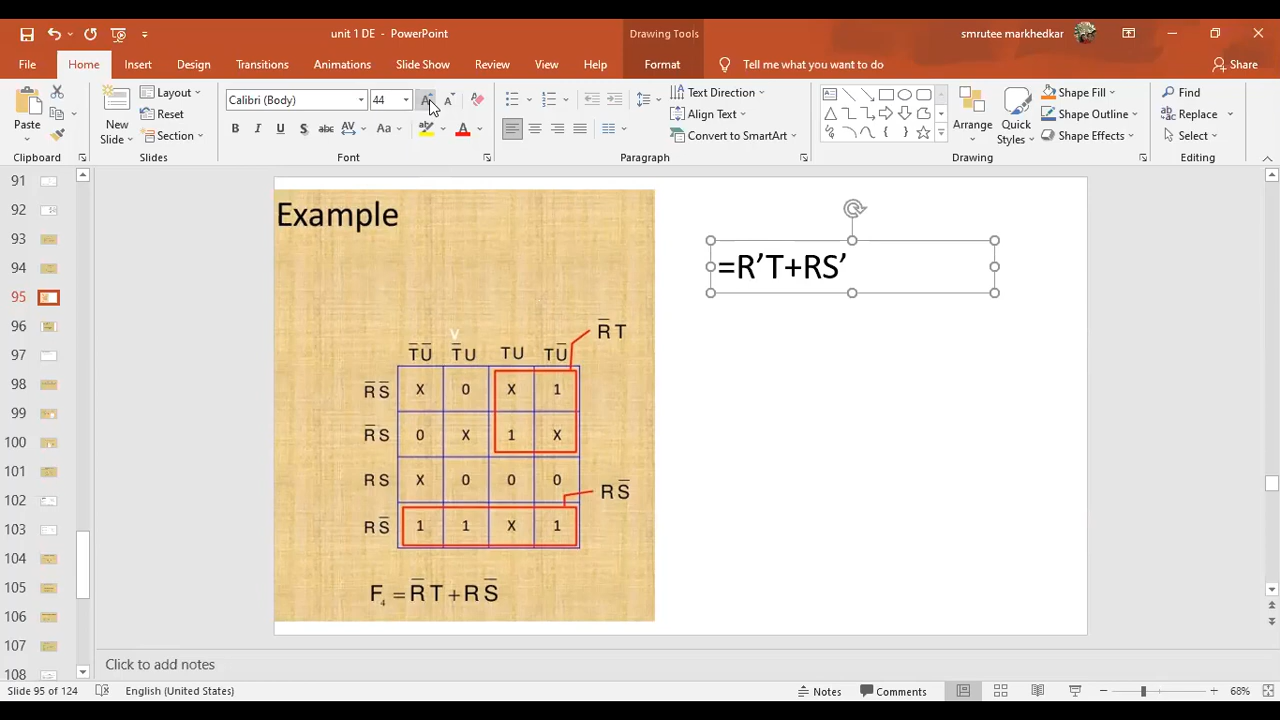 unit 1 DE - PowerPoint
Drawing Tools
smrutee markhedkar
File Home Insert Design Transitions Animations Slide Show Review View Help Format Tell me what you want to do Share
Paste
New
Slide
Layout
Reset
Section
Calibri (Body) 44
B I U S abc AV Aa A
Text Direction
Align Text
Convert to SmartArt
Arrange
Quick
Styles
Shape Fill
Shape Outline
Shape Effects
Find
Replace
Select
Clipboard Slides Font Paragraph Drawing Editing
91
92
93
94
95
96
97
98
99
100
101
102
103
104
105
106
107
108
Example
=R’T+RS’
V
R̅ T
T̅ U̅ T̅ U T U T U̅
R̅ S̅ X 0 X 1
R̅ S 0 X 1 X
R S X 0 0 0
R S̅
R S̅ 1 1 X 1
F₄ = R̅ T + R S̅
Click to add notes
Slide 95 of 124 English (United States) Notes Comments 68%